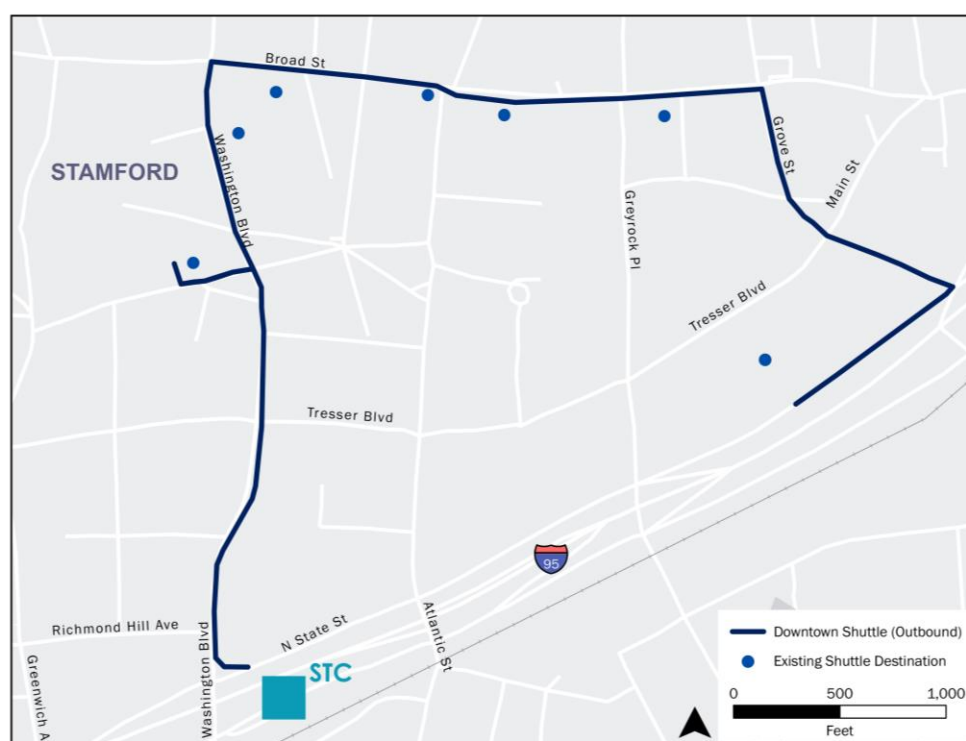 Broad St
STAMFORD
Washington Blvd
Grove St
Main St
Greyrock Pl
Tresser Blvd
Tresser Blvd
95
Richmond Hill Ave
N State St
Atlantic St
Washington Blvd
Greenwich A
STC
Downtown Shuttle (Outbound)
Existing Shuttle Destination
0 500 1,000
Feet